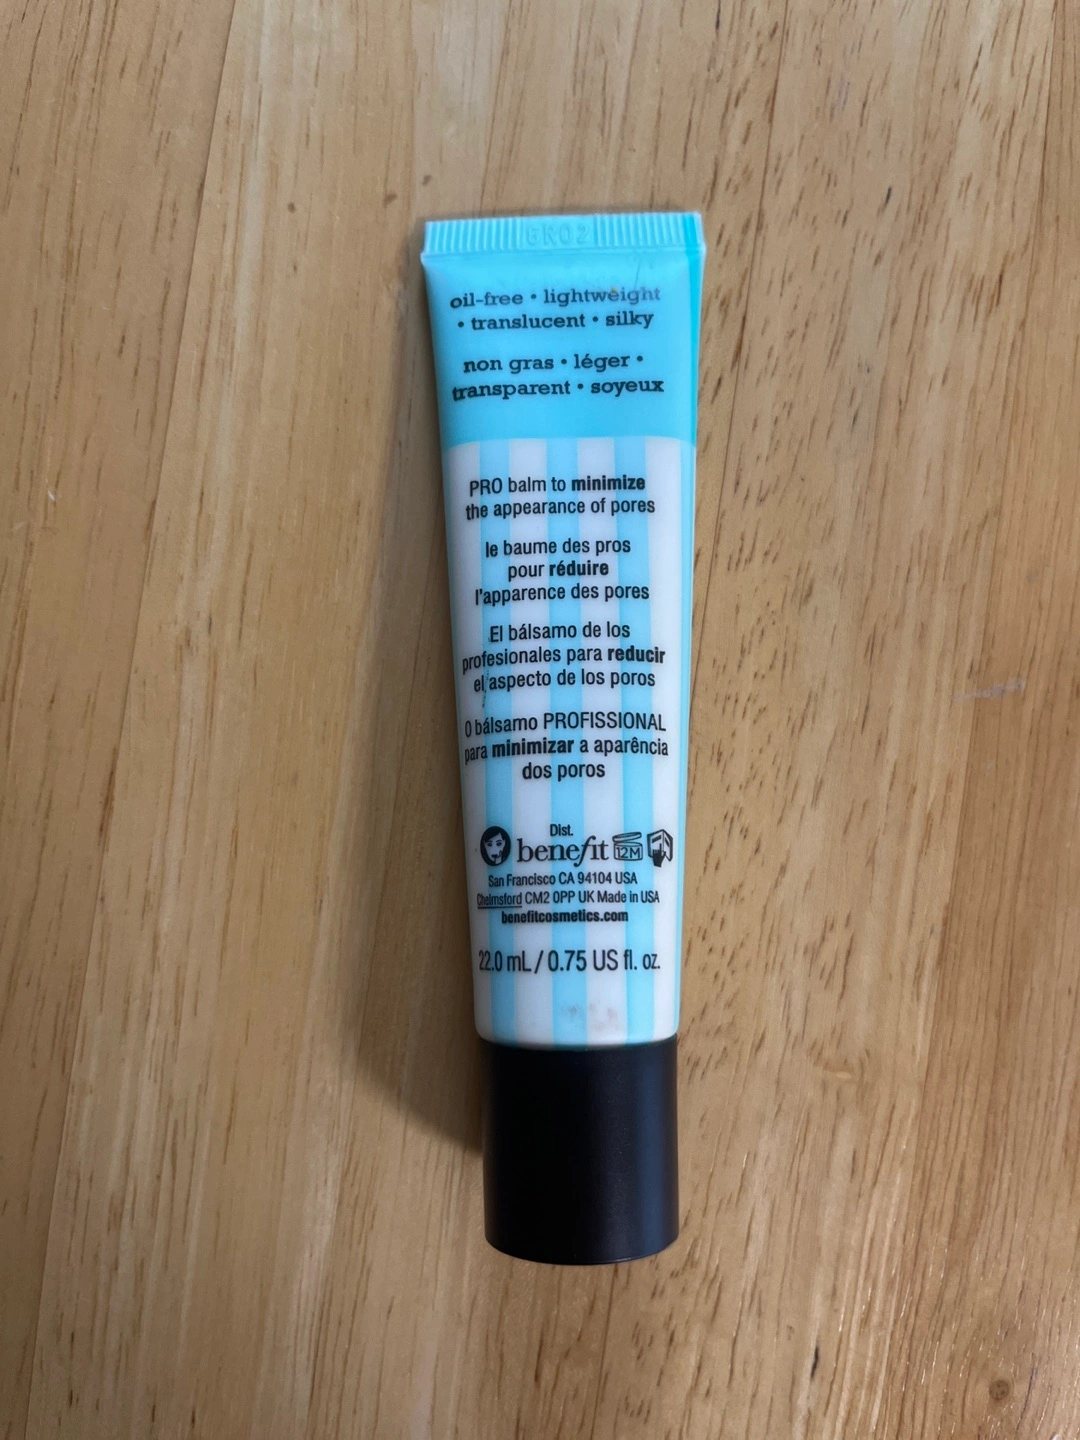 GR02
oil-free • lightweight
• translucent • silky
non gras • léger •
transparent • soyeux
PRO balm to minimize
the appearance of pores
le baume des pros
pour réduire
l'apparence des pores
El bálsamo de los
profesionales para reducir
el aspecto de los poros
O bálsamo PROFISSIONAL
para minimizar a aparência
dos poros
Dist.
benefit 12M
San Francisco CA 94104 USA
Chelmsford CM2 0PP UK Made in USA
benefitcosmetics.com
22.0 mL / 0.75 US fl. oz.